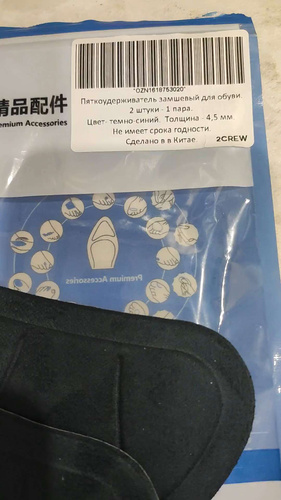 *OZN1618753020*
Пяткоудерживатель замшевый для обуви
2 штуки - 1 пара.
Цвет- темно-синий. Толщина - 4,5 мм
Не имеет срока годности
Сделано в в Китае.
2CREW
精品配件
Premium Accessories
Premium Accessories